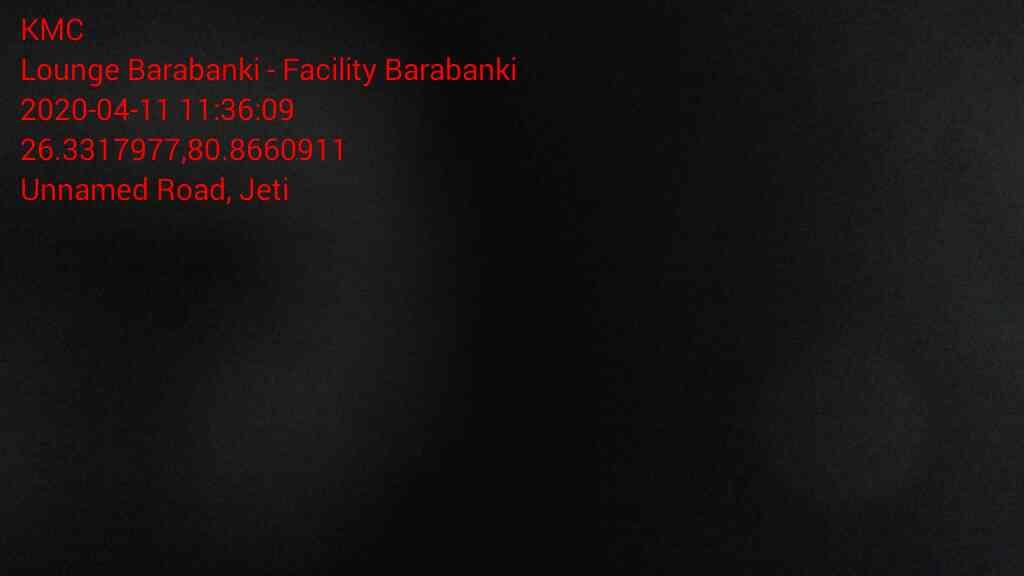 KMC
Lounge Barabanki - Facility Barabanki
2020-04-11 11:36:09
26.3317977,80.8660911
Unnamed Road, Jeti